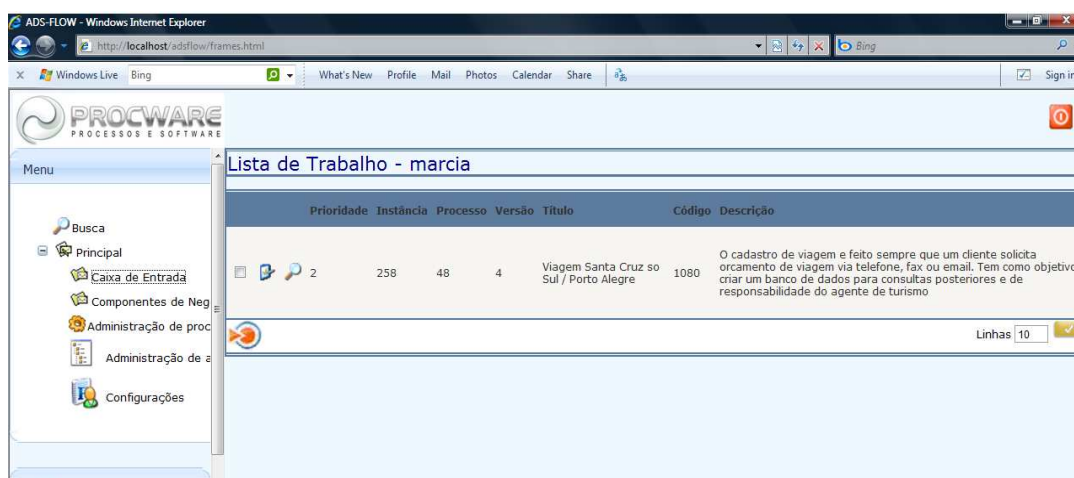 ADS-FLOW - Windows Internet Explorer
http://localhost/adsflow/frames.html
Bing
X Windows Live Bing What's New Profile Mail Photos Calendar Share Sign in
PROCWARE
PROCESSOS E SOFTWARE
Menu
Lista de Trabalho - marcia
Prioridade Instância Processo Versão Título Código Descrição
Busca
Principal
Caixa de Entrada
Componentes de Neg
Administração de proc
Administração de a
Configurações
2 258 48 4 Viagem Santa Cruz so Sul / Porto Alegre 1080
O cadastro de viagem e feito sempre que um cliente solicita
orcamento de viagem via telefone, fax ou email. Tem como objetivo
criar um banco de dados para consultas posteriores e de
responsabilidade do agente de turismo
Linhas 10